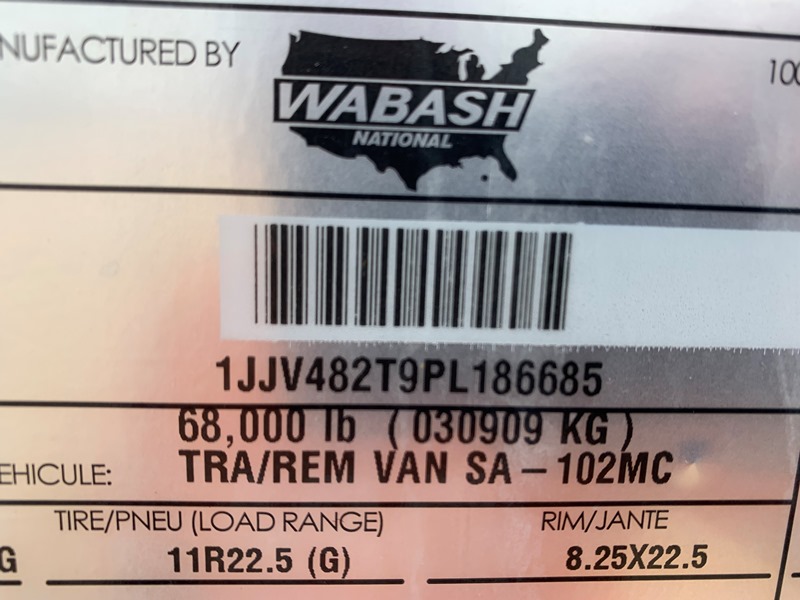 NUFACTURED BY
WABASH
NATIONAL
100
1JJV482T9PL186685
68,000 lb ( 030909 KG )
EHICULE: TRA/REM VAN SA - 102MC
TIRE/PNEU (LOAD RANGE) RIM/JANTE
G 11R22.5 (G) 8.25X22.5